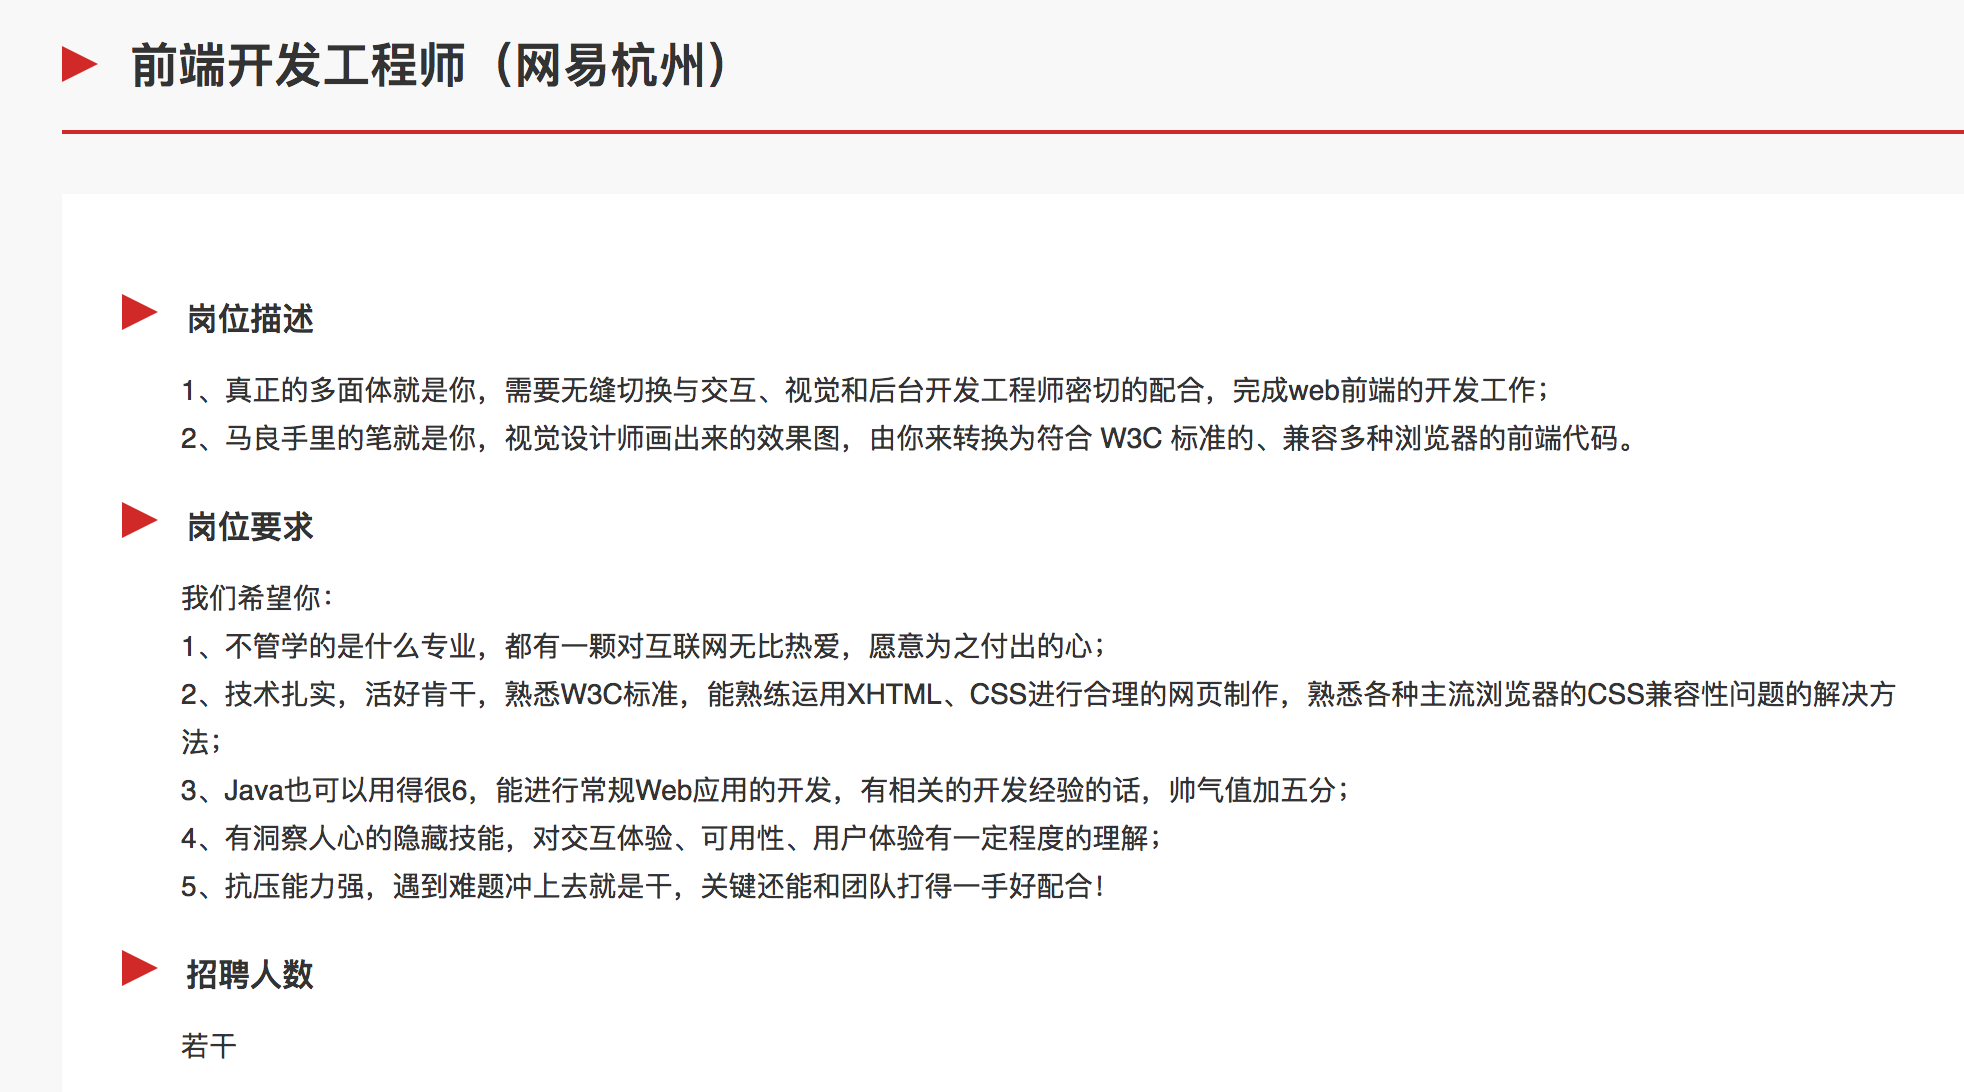 前端开发工程师（网易杭州）
岗位描述
1、真正的多面体就是你，需要无缝切换与交互、视觉和后台开发工程师密切的配合，完成web前端的开发工作；
2、马良手里的笔就是你，视觉设计师画出来的效果图，由你来转换为符合 W3C 标准的、兼容多种浏览器的前端代码。
岗位要求
我们希望你：
1、不管学的是什么专业，都有一颗对互联网无比热爱，愿意为之付出的心；
2、技术扎实，活好肯干，熟悉W3C标准，能熟练运用XHTML、CSS进行合理的网页制作，熟悉各种主流浏览器的CSS兼容性问题的解决方
法；
3、Java也可以用得很6，能进行常规Web应用的开发，有相关的开发经验的话，帅气值加五分；
4、有洞察人心的隐藏技能，对交互体验、可用性、用户体验有一定程度的理解；
5、抗压能力强，遇到难题冲上去就是干，关键还能和团队打得一手好配合！
招聘人数
若干